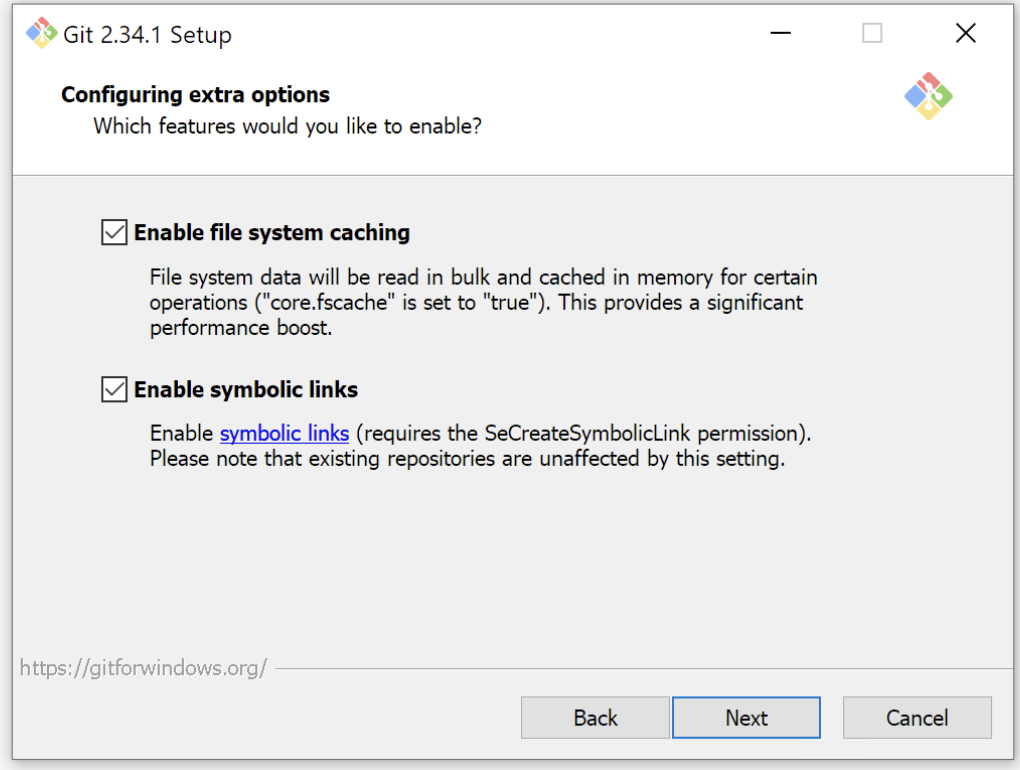 Git 2.34.1 Setup
Configuring extra options
Which features would you like to enable?
Enable file system caching
File system data will be read in bulk and cached in memory for certain
operations ("core.fscache" is set to "true"). This provides a significant
performance boost.
Enable symbolic links
Enable symbolic links (requires the SeCreateSymbolicLink permission).
Please note that existing repositories are unaffected by this setting.
https://gitforwindows.org/
Back Next Cancel